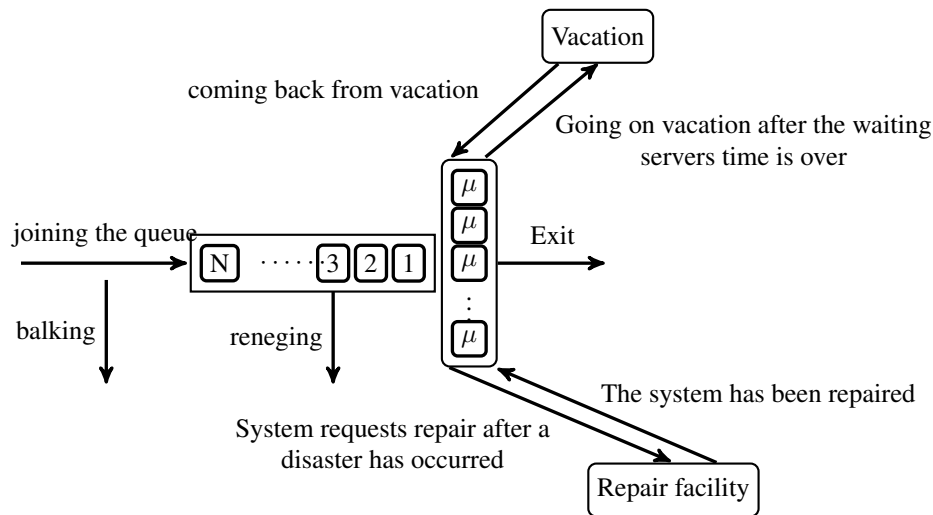 Vacation
coming back from vacation
Going on vacation after the waiting
servers time is over
μ
μ
joining the queue
Exit
N ······ 3 2 1
μ
⋮
μ
balking
reneging
The system has been repaired
System requests repair after a
disaster has occurred
Repair facility